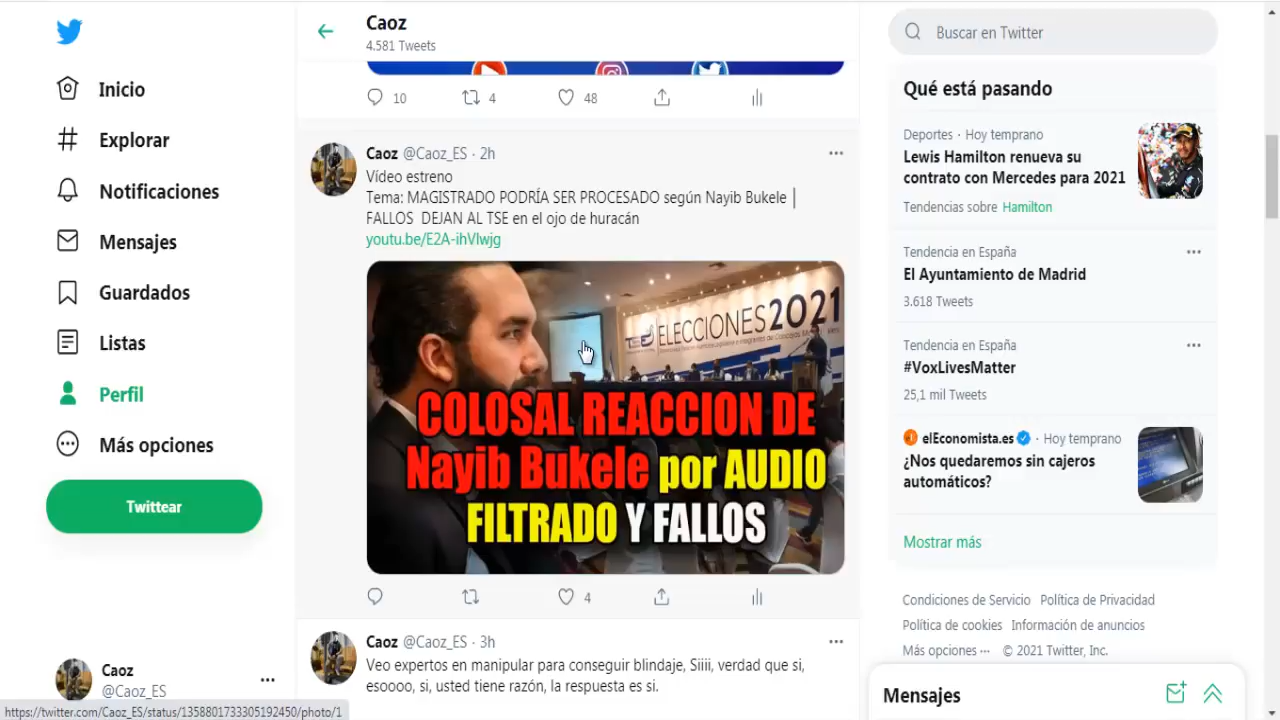 Inicio
Explorar
Notificaciones
Mensajes
Guardados
Listas
Perfil
Más opciones
Twittear
Caoz
@Caoz_ES
https://twitter.com/Caoz_ES/status/1358801733305192450/photo/1
Caoz
4.581 Tweets
10
4
48
Caoz @Caoz_ES · 2h
Vídeo estreno
Tema: MAGISTRADO PODRÍA SER PROCESADO según Nayib Bukele |
FALLOS DEJAN AL TSE en el ojo de huracán
youtu.be/E2A-ihVlwjg
ELECCIONES 2021
COLOSAL REACCION DE
Nayib Bukele por AUDIO
FILTRADO Y FALLOS
4
Caoz @Caoz_ES · 3h
Veo expertos en manipular para conseguir blindaje, Siiii, verdad que si,
esoooo, si, usted tiene razón, la respuesta es si.
Buscar en Twitter
Qué está pasando
Deportes · Hoy temprano
Lewis Hamilton renueva su
contrato con Mercedes para 2021
Tendencias sobre Hamilton
Tendencia en España
El Ayuntamiento de Madrid
3.618 Tweets
Tendencia en España
#VoxLivesMatter
25,1 mil Tweets
elEconomista.es · Hoy temprano
¿Nos quedaremos sin cajeros
automáticos?
Mostrar más
Condiciones de Servicio Política de Privacidad
Política de cookies Información de anuncios
Más opciones ··· © 2021 Twitter, Inc.
Mensajes